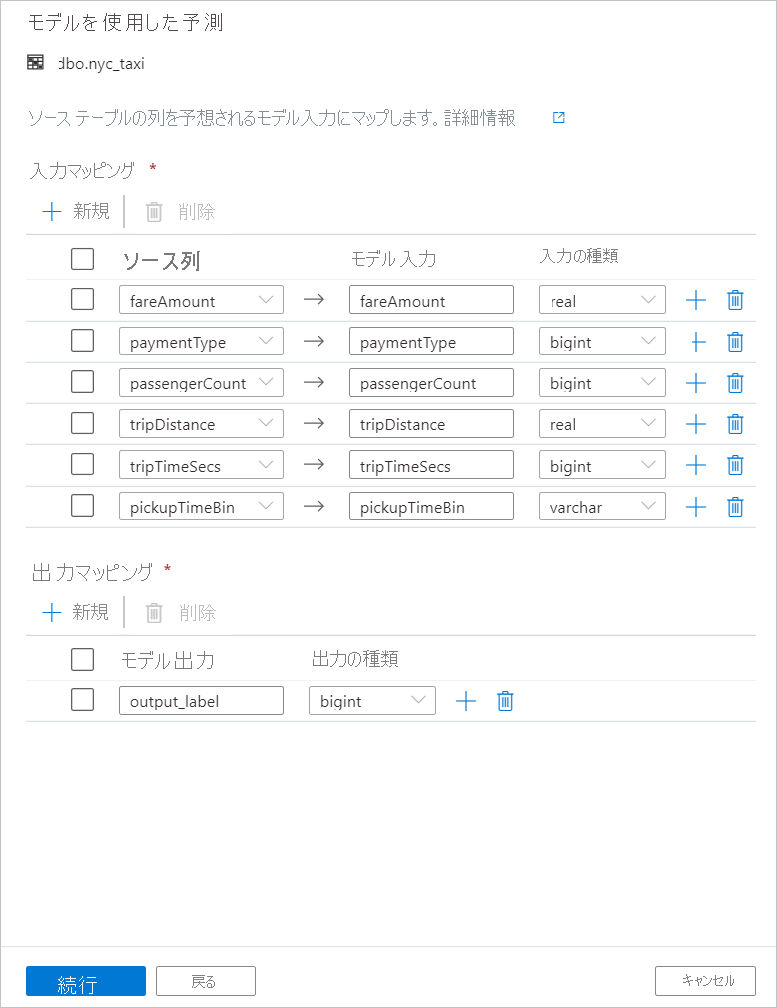 モデルを使用した予測
dbo.nyc_taxi
ソース テーブルの列を予想されるモデル入力にマップします。詳細情報
入力マッピング *
新規 削除
ソース列 モデル入力 入力の種類
fareAmount fareAmount real
paymentType paymentType bigint
passengerCount passengerCount bigint
tripDistance tripDistance real
tripTimeSecs tripTimeSecs bigint
pickupTimeBin pickupTimeBin varchar
出力マッピング *
新規 削除
モデル出力 出力の種類
output_label bigint
続行 戻る キャンセル